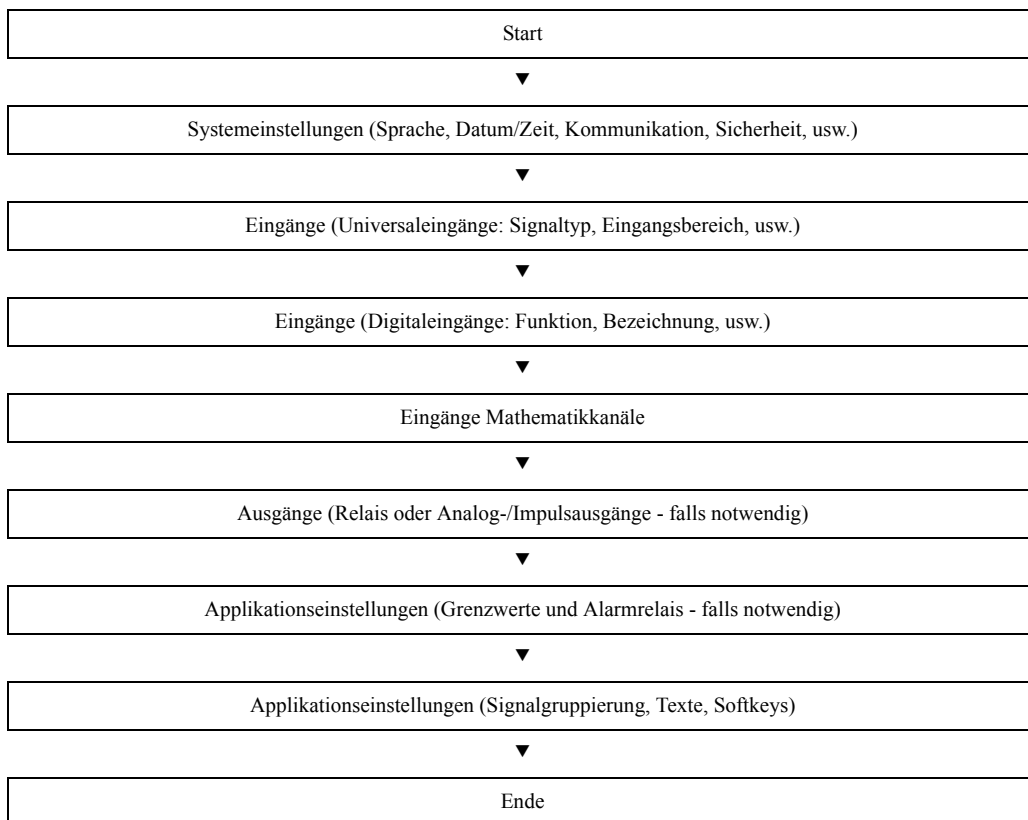 Start
▼
Systemeinstellungen (Sprache, Datum/Zeit, Kommunikation, Sicherheit, usw.)
▼
Eingänge (Universaleingänge: Signaltyp, Eingangsbereich, usw.)
▼
Eingänge (Digitaleingänge: Funktion, Bezeichnung, usw.)
▼
Eingänge Mathematikkanäle
▼
Ausgänge (Relais oder Analog-/Impulsausgänge - falls notwendig)
▼
Applikationseinstellungen (Grenzwerte und Alarmrelais - falls notwendig)
▼
Applikationseinstellungen (Signalgruppierung, Texte, Softkeys)
▼
Ende